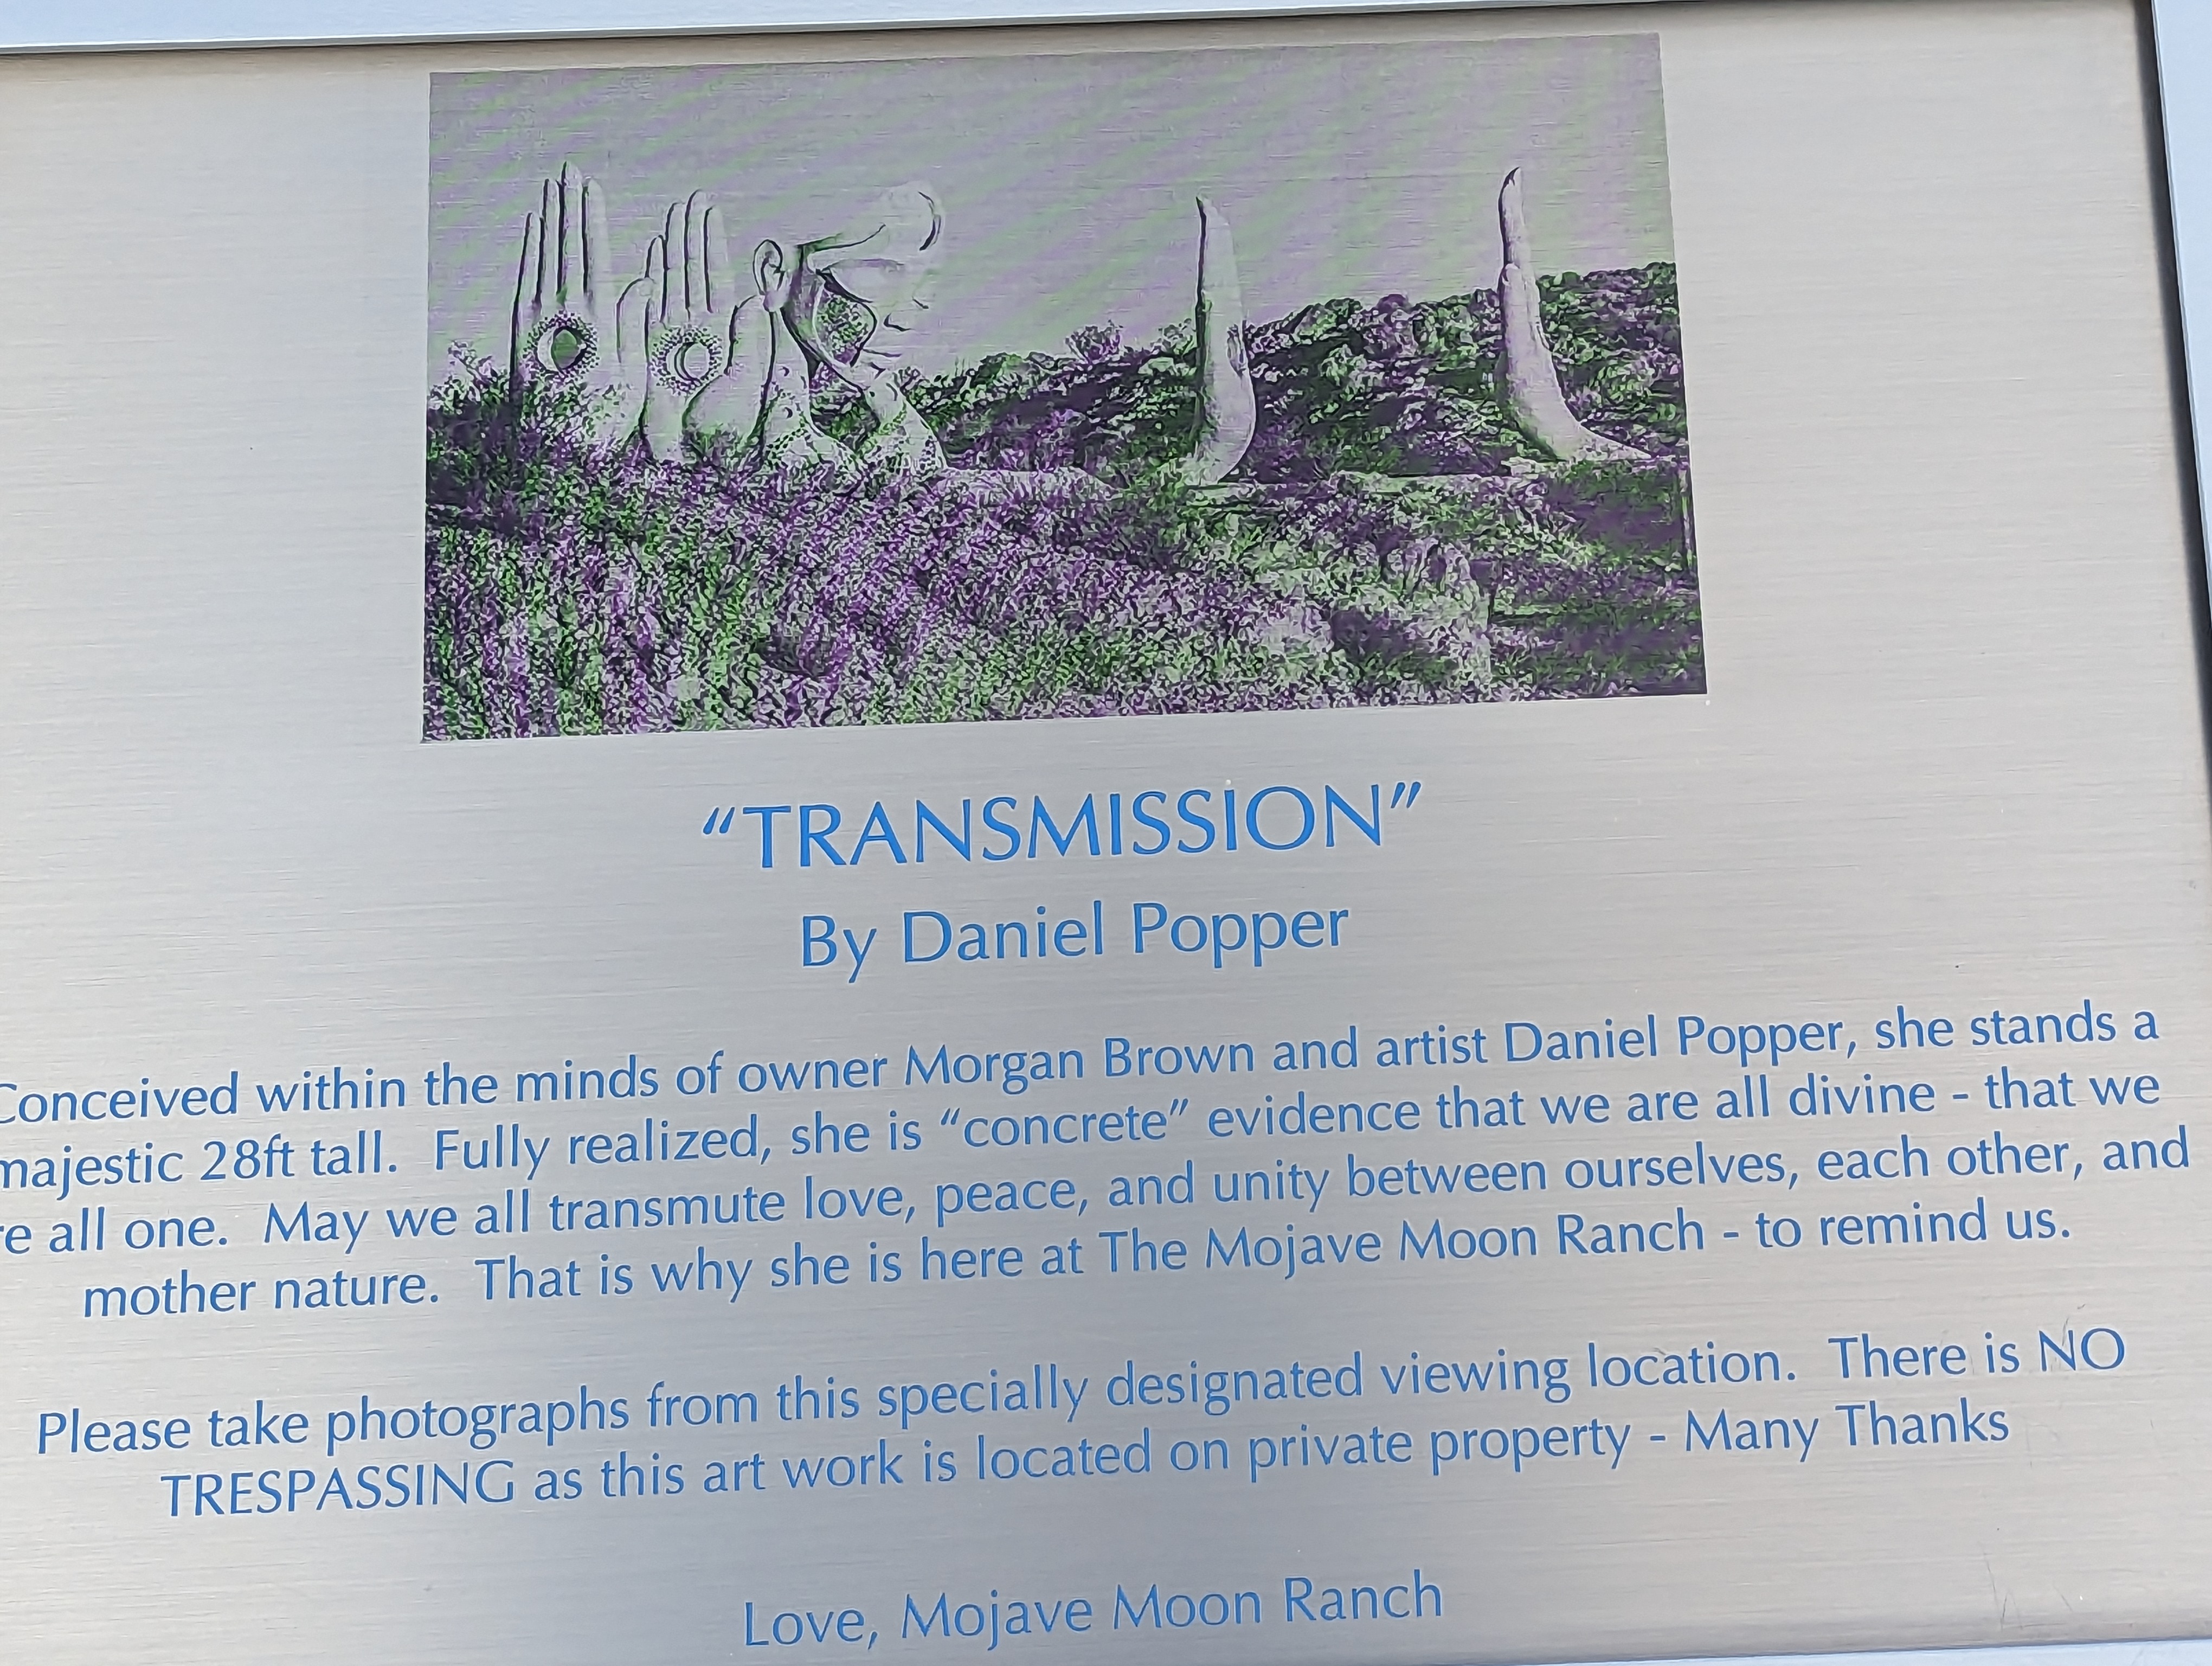 “TRANSMISSION”
By Daniel Popper
Conceived within the minds of owner Morgan Brown and artist Daniel Popper, she stands a
majestic 28ft tall. Fully realized, she is “concrete” evidence that we are all divine - that we
re all one. May we all transmute love, peace, and unity between ourselves, each other, and
mother nature. That is why she is here at The Mojave Moon Ranch - to remind us.
Please take photographs from this specially designated viewing location. There is NO
TRESPASSING as this art work is located on private property - Many Thanks
Love, Mojave Moon Ranch